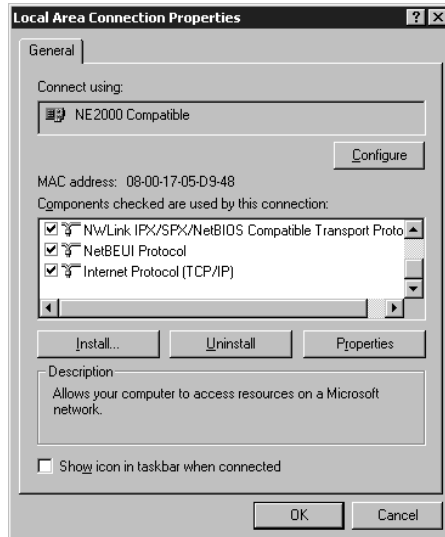 Local Area Connection Properties
General
Connect using:
NE2000 Compatible
Configure
MAC address: 08-00-17-05-D9-48
Components checked are used by this connection:
NWLink IPX/SPX/NetBIOS Compatible Transport Proto
NetBEUI Protocol
Internet Protocol (TCP/IP)
Install... Uninstall Properties
Description
Allows your computer to access resources on a Microsoft
network.
Show icon in taskbar when connected
OK Cancel